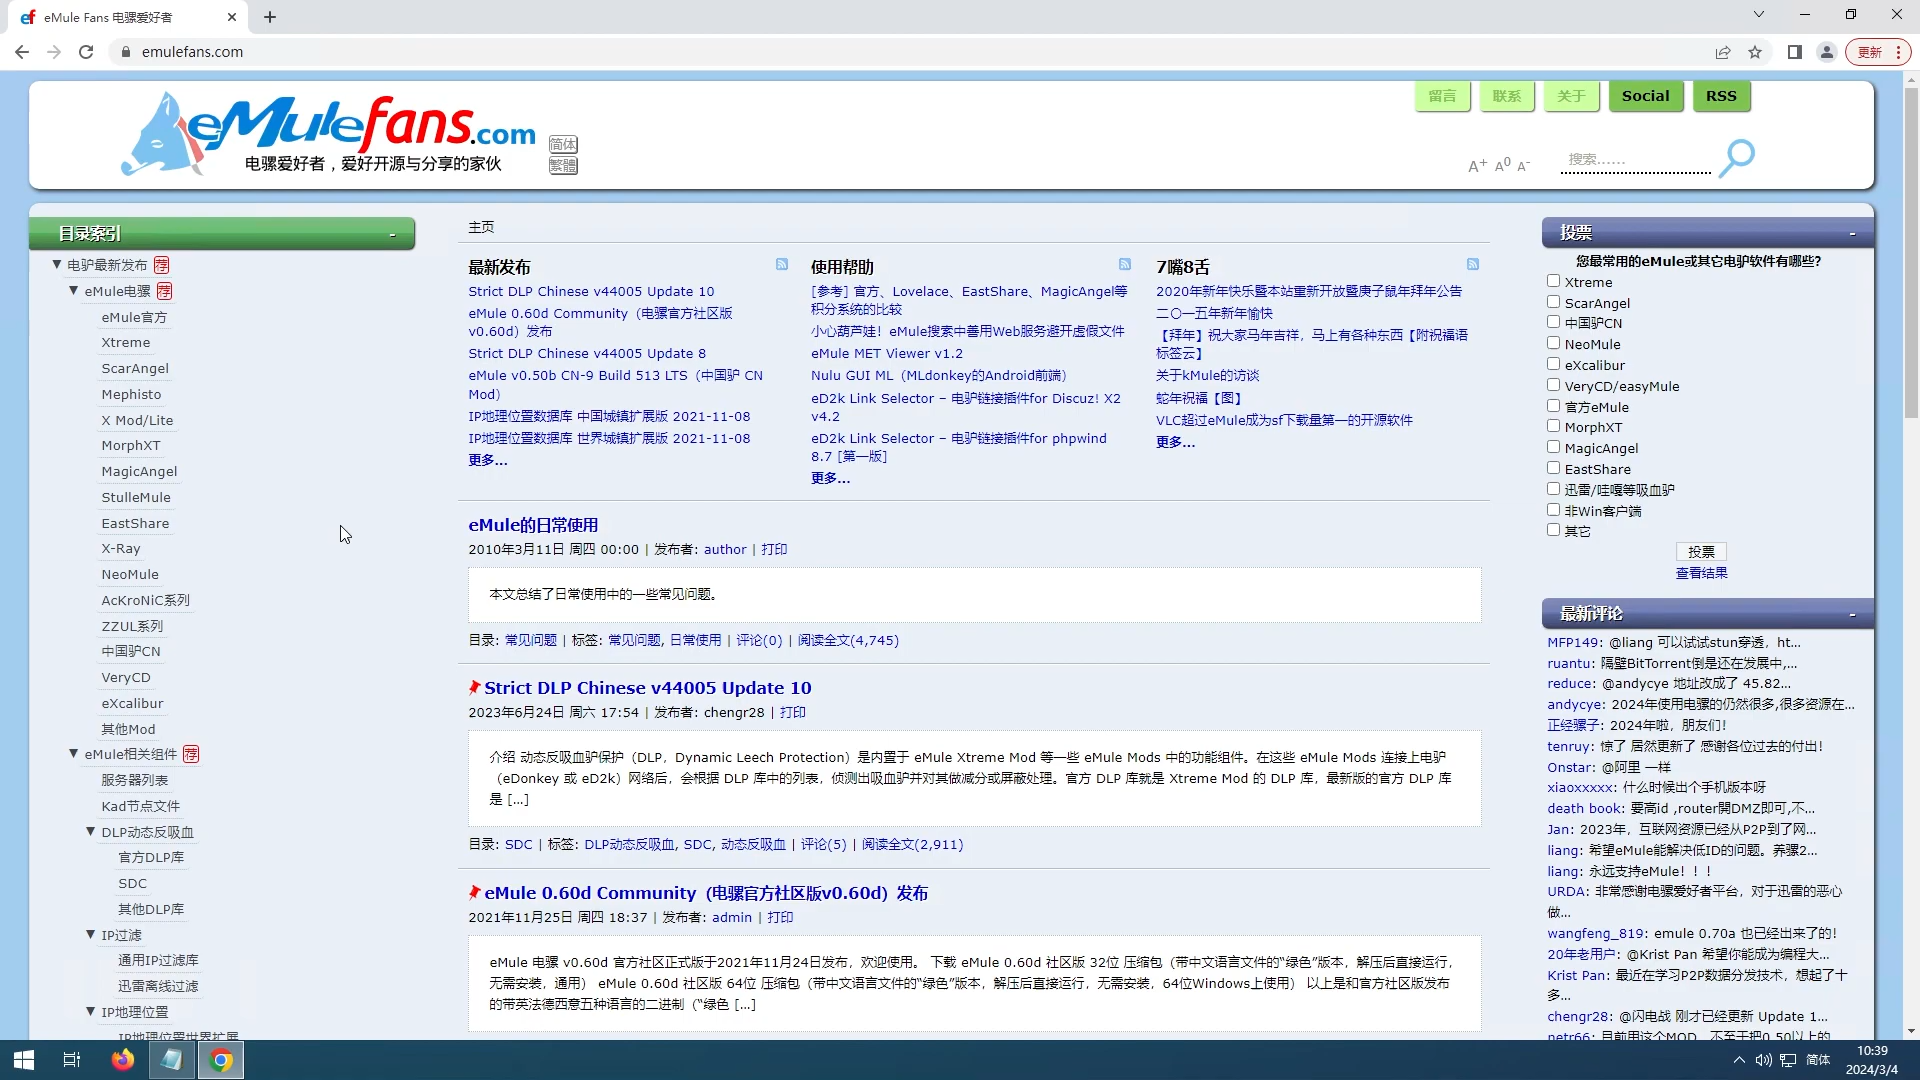 eMule Fans 电骡爱好者
emulefans.com
更新
eMulefans.com
电骡爱好者，爱好开源与分享的家伙
简体
繁體
留言
联系
关于
Social
RSS
A+ A0 A-
搜索......
目录索引
-
电驴最新发布 荐
eMule电骡 荐
eMule官方
Xtreme
ScarAngel
Mephisto
X Mod/Lite
MorphXT
MagicAngel
StulleMule
EastShare
X-Ray
NeoMule
AcKroNiC系列
ZZUL系列
中国驴CN
VeryCD
eXcalibur
其他Mod
eMule相关组件 荐
服务器列表
Kad节点文件
DLP动态反吸血
官方DLP库
SDC
其他DLP库
IP过滤
通用IP过滤库
迅雷离线过滤
IP地理位置
IP地理位置世界扩展
主页
最新发布
Strict DLP Chinese v44005 Update 10
eMule 0.60d Community（电骡官方社区版
v0.60d）发布
Strict DLP Chinese v44005 Update 8
eMule v0.50b CN-9 Build 513 LTS（中国驴 CN
Mod）
IP地理位置数据库 中国城镇扩展版 2021-11-08
IP地理位置数据库 世界城镇扩展版 2021-11-08
更多...
使用帮助
[参考] 官方、Lovelace、EastShare、MagicAngel等
积分系统的比较
小心葫芦娃！eMule搜索中善用Web服务避开虚假文件
eMule MET Viewer v1.2
Nulu GUI ML（MLdonkey的Android前端）
eD2k Link Selector – 电驴链接插件for Discuz! X2
v4.2
eD2k Link Selector – 电驴链接插件for phpwind
8.7 [第一版]
更多...
7嘴8舌
2020年新年快乐暨本站重新开放暨庚子鼠年拜年公告
二〇一五年新年愉快
【拜年】祝大家马年吉祥，马上有各种东西【附祝福语
标签云】
关于kMule的访谈
蛇年祝福【图】
VLC超过eMule成为sf下载量第一的开源软件
更多...
eMule的日常使用
2010年3月11日 周四 00:00 | 发布者: author | 打印
本文总结了日常使用中的一些常见问题。
目录: 常见问题 | 标签: 常见问题, 日常使用 | 评论(0) | 阅读全文(4,745)
Strict DLP Chinese v44005 Update 10
2023年6月24日 周六 17:54 | 发布者: chengr28 | 打印
介绍 动态反吸血驴保护（DLP，Dynamic Leech Protection）是内置于 eMule Xtreme Mod 等一些 eMule Mods 中的功能组件。在这些 eMule Mods 连接上电驴
（eDonkey 或 eD2k）网络后，会根据 DLP 库中的列表，侦测出吸血驴并对其做减分或屏蔽处理。官方 DLP 库就是 Xtreme Mod 的 DLP 库，最新版的官方 DLP 库
是 [...]
目录: SDC | 标签: DLP动态反吸血, SDC, 动态反吸血 | 评论(5) | 阅读全文(2,911)
eMule 0.60d Community（电骡官方社区版v0.60d）发布
2021年11月25日 周四 18:37 | 发布者: admin | 打印
eMule 电骡 v0.60d 官方社区正式版于2021年11月24日发布，欢迎使用。 下载 eMule 0.60d 社区版 32位 压缩包（带中文语言文件的“绿色”版本，解压后直接运行，
无需安装，通用） eMule 0.60d 社区版 64位 压缩包（带中文语言文件的“绿色”版本，解压后直接运行，无需安装，64位Windows上使用） 以上是和官方社区版发布
的带英法德西意五种语言的二进制（“绿色 [...]
投票
-
您最常用的eMule或其它电驴软件有哪些?
Xtreme
ScarAngel
中国驴CN
NeoMule
eXcalibur
VeryCD/easyMule
官方eMule
MorphXT
MagicAngel
EastShare
迅雷/哇嘎等吸血驴
非Win客户端
其它
投票
查看结果
最新评论
-
MFP149: @liang 可以试试stun穿透，ht...
ruantu: 隔壁BitTorrent倒是还在发展中,...
reduce: @andycye 地址改成了 45.82...
andycye: 2024年使用电骡的仍然很多,很多资源在...
正经骡子: 2024年啦，朋友们！
tenruy: 惊了 居然更新了 感谢各位过去的付出！
Onstar: @阿里 一样
xiaoxxxxx: 什么时候出个手机版本呀
death book: 要高id ,router開DMZ即可,不...
Jan: 2023年，互联网资源已经从P2P到了网...
liang: 希望eMule能解决低ID的问题。养骡2...
liang: 永远支持eMule！！！
URDA: 非常感谢电骡爱好者平台，对于迅雷的恶心
做...
wangfeng_819: emule 0.70a 也已经出来了的！
20年老用户: @Krist Pan 希望你能成为编程大...
Krist Pan: 最近在学习P2P数据分发技术，想起了十
多...
chengr28: @闪电战 刚才已经更新 Update 1...
netr66: 目前用这个MOD，不至于把0.50以上的
简体
10:39
2024/3/4